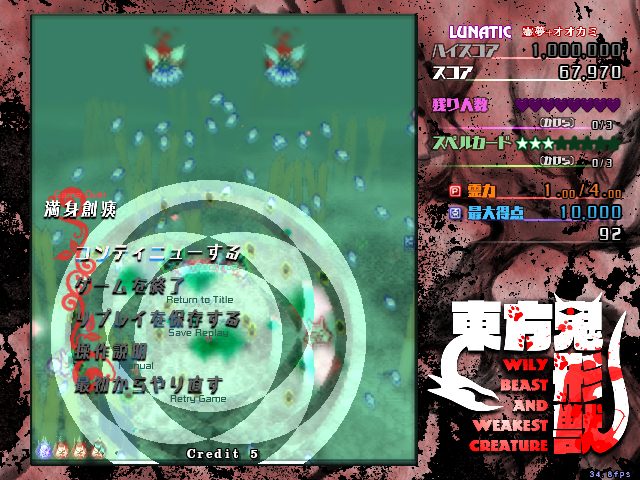 LUNATIC 霊夢+オオカミ
ハイスコア 1,000,000
スコア 67,970
残り人数
(かけら) 0/3
スペルカード ★★★★★★★★
(かけら) 0/3
P 霊力 1.00/4.00
最大得点 10,000
92
満身創痍
コンティニューする
ゲームを終了
Return to Title
リプレイを保存する
Save Replay
操作説明
Manual
最初からやり直す
Retry Game
Credit 5
東方鬼形獣
WILY
BEAST
AND
WEAKEST
CREATURE
34.8fps